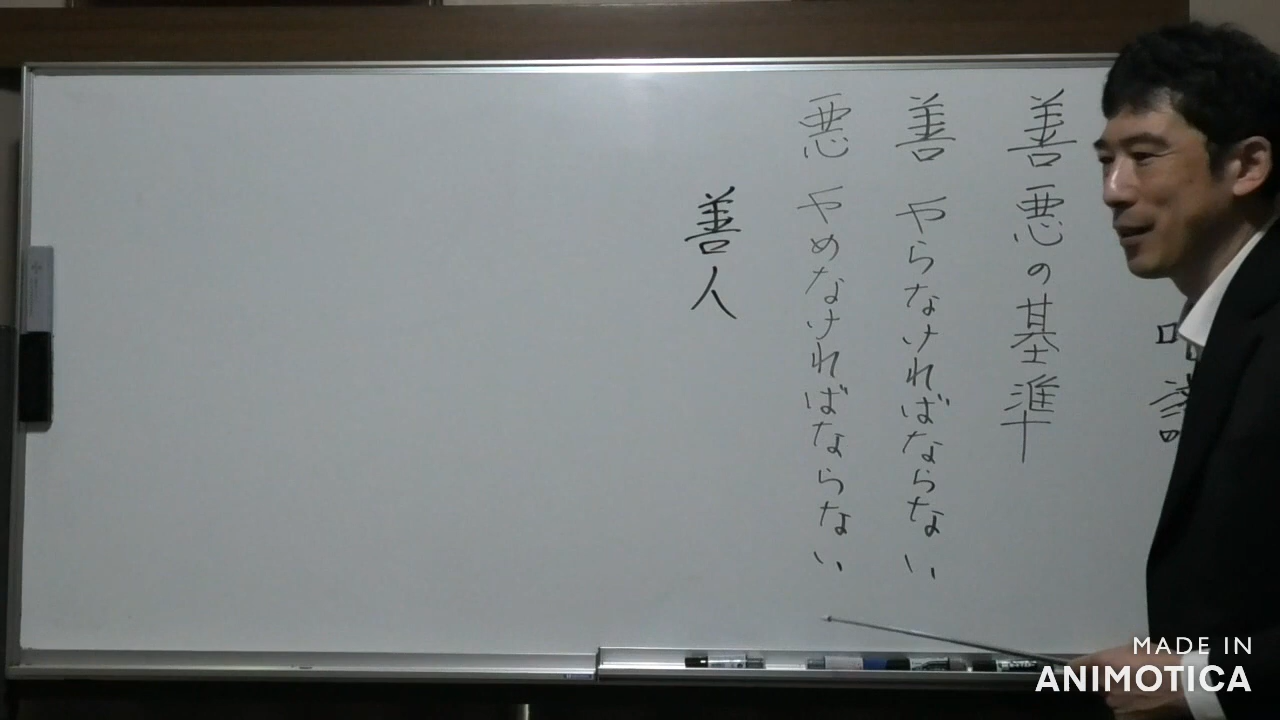 善悪の基準
善 やらなければならない
悪 やめなければならない
善人
MADE IN
ANIMOTICA